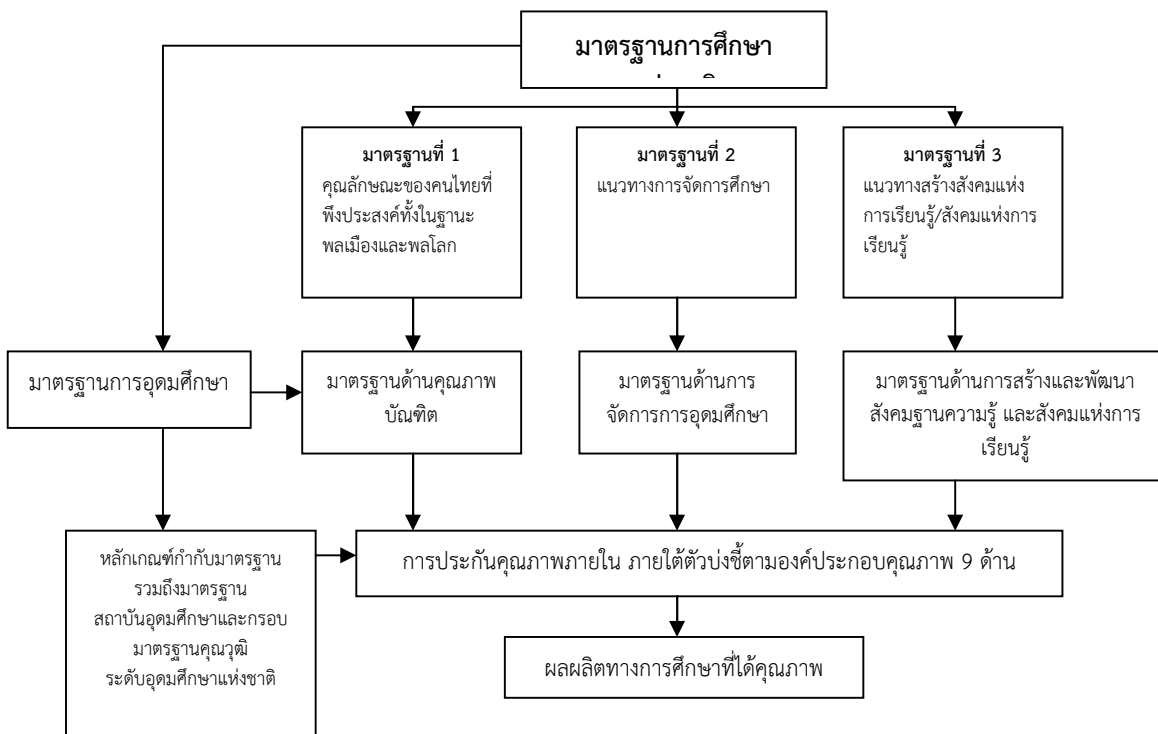 มาตรฐานการศึกษา
มาตรฐานที่ 1
คุณลักษณะของคนไทยที่
พึงประสงค์ทั้งในฐานะ
พลเมืองและพลโลก
มาตรฐานที่ 2
แนวทางการจัดการศึกษา
มาตรฐานที่ 3
แนวทางสร้างสังคมแห่ง
การเรียนรู้/สังคมแห่งการ
เรียนรู้
มาตรฐานการอุดมศึกษา
มาตรฐานด้านคุณภาพ
บัณฑิต
มาตรฐานด้านการ
จัดการการอุดมศึกษา
มาตรฐานด้านการสร้างและพัฒนา
สังคมฐานความรู้ และสังคมแห่งการ
เรียนรู้
หลักเกณฑ์กำกับมาตรฐาน
รวมถึงมาตรฐาน
สถาบันอุดมศึกษาและกรอบ
มาตรฐานคุณวุฒิ
ระดับอุดมศึกษาแห่งชาติ
การประกันคุณภาพภายใน ภายใต้ตัวบ่งชี้ตามองค์ประกอบคุณภาพ 9 ด้าน
ผลผลิตทางการศึกษาที่ได้คุณภาพ